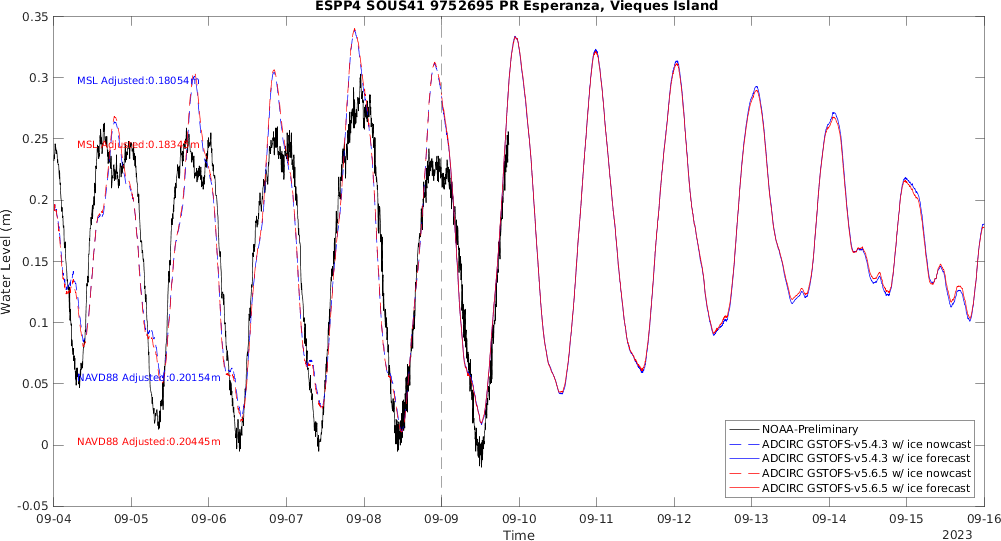 ESPP4 SOUS41 9752695 PR Esperanza, Vieques Island
0.35
0.3
0.25
0.2
0.15
0.1
0.05
0
-0.05
Water Level (m)
MSL Adjusted:0.18054m
MSL Adjusted:0.1834
NAVD88 Adjusted:0.20154m
NAVD88 Adjusted:0.20445m
NOAA-Preliminary
ADCIRC GSTOFS-v5.4.3 w/ ice nowcast
ADCIRC GSTOFS-v5.4.3 w/ ice forecast
ADCIRC GSTOFS-v5.6.5 w/ ice nowcast
ADCIRC GSTOFS-v5.6.5 w/ ice forecast
09-04 09-05 09-06 09-07 09-08 09-09 09-10 09-11 09-12 09-13 09-14 09-15 09-16
Time
2023